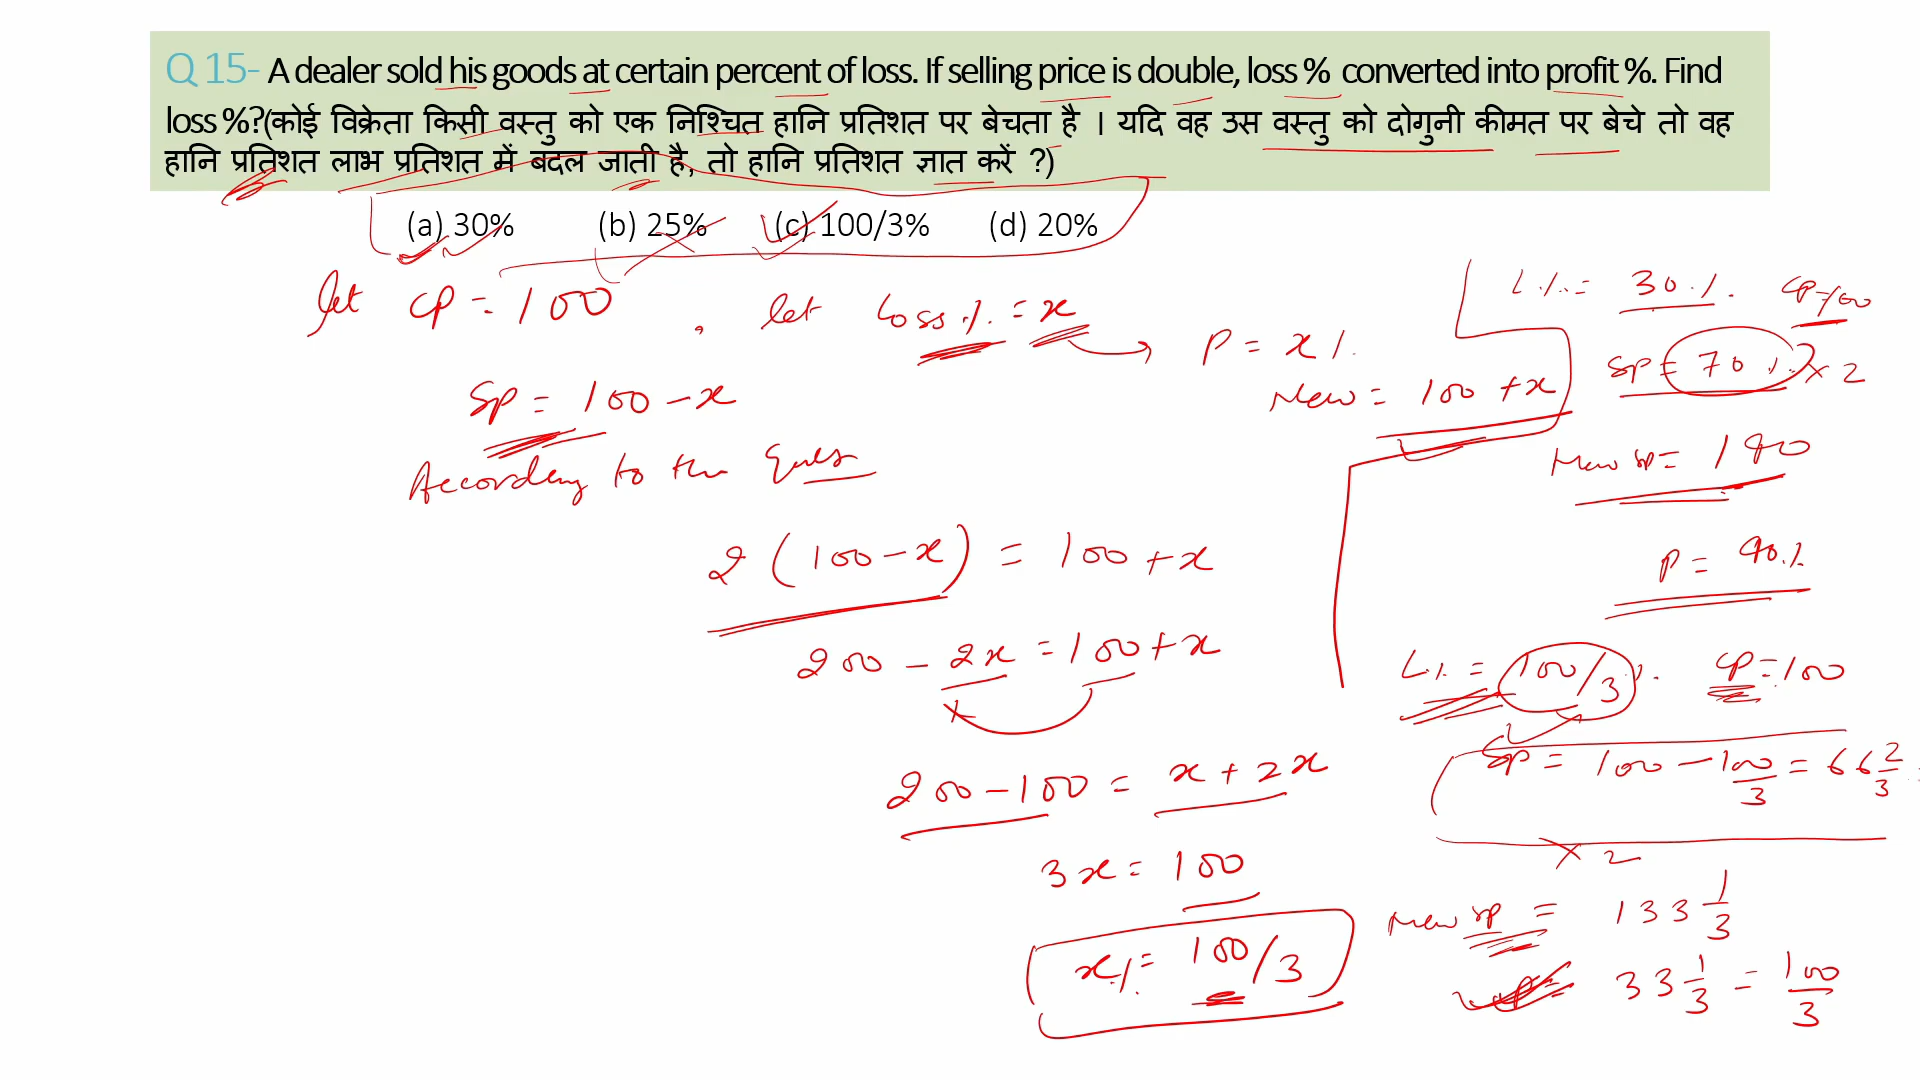 Q 15- A dealer sold his goods at certain percent of loss. If selling price is double, loss % converted into profit %. Find
loss %?(कोई विक्रेता किसी वस्तु को एक निश्चित हानि प्रतिशत पर बेचता है । यदि वह उस वस्तु को दोगुनी कीमत पर बेचे तो वह
हानि प्रतिशत लाभ प्रतिशत में बदल जाती है, तो हानि प्रतिशत ज्ञात करें ?)
(a) 30% (b) 25% (c) 100/3% (d) 20%
let CP = 100, let Loss % = x
P = x %
New = 100 + x
SP = 100 - x
According to the Ques
2 (100 - x) = 100 + x
200 - 2x = 100 + x
200 - 100 = x + 2x
3x = 100
x % = 100/3
L % = 30 %. CP = 100
SP = 70 % × 2
New SP = 140
P = 40 %
L % = 100/3 %. CP = 100
SP = 100 - 100/3 = 66 2/3
× 2
New SP = 133 1/3
P = 33 1/3 = 100/3